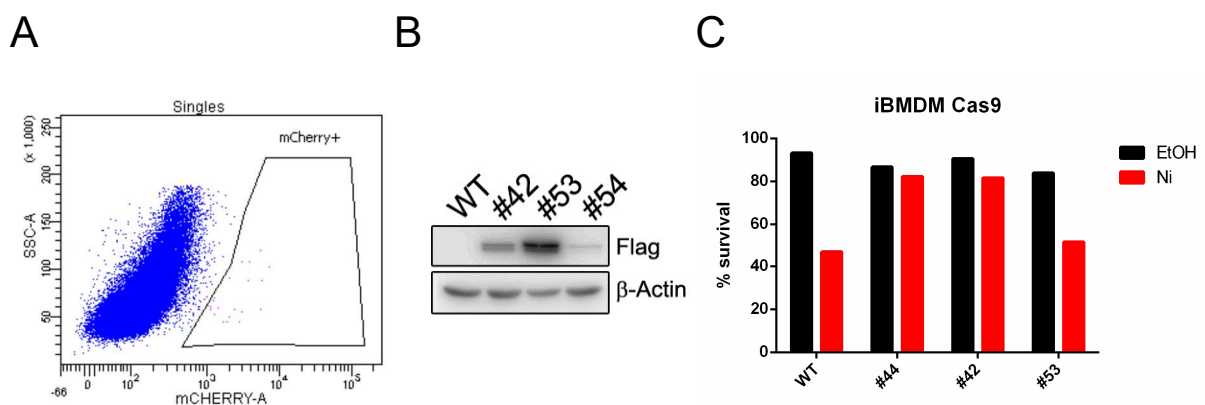 A
B
C
Singles
mCherry+
(x 1,000)
SSC-A
250
200
150
100
50
-66
0
10²
10³
10⁴
10⁵
mCHERRY-A
WT
#42
#53
#54
Flag
β-Actin
iBMDM Cas9
% survival
100
80
60
40
20
0
WT
#44
#42
#53
EtOH
Ni